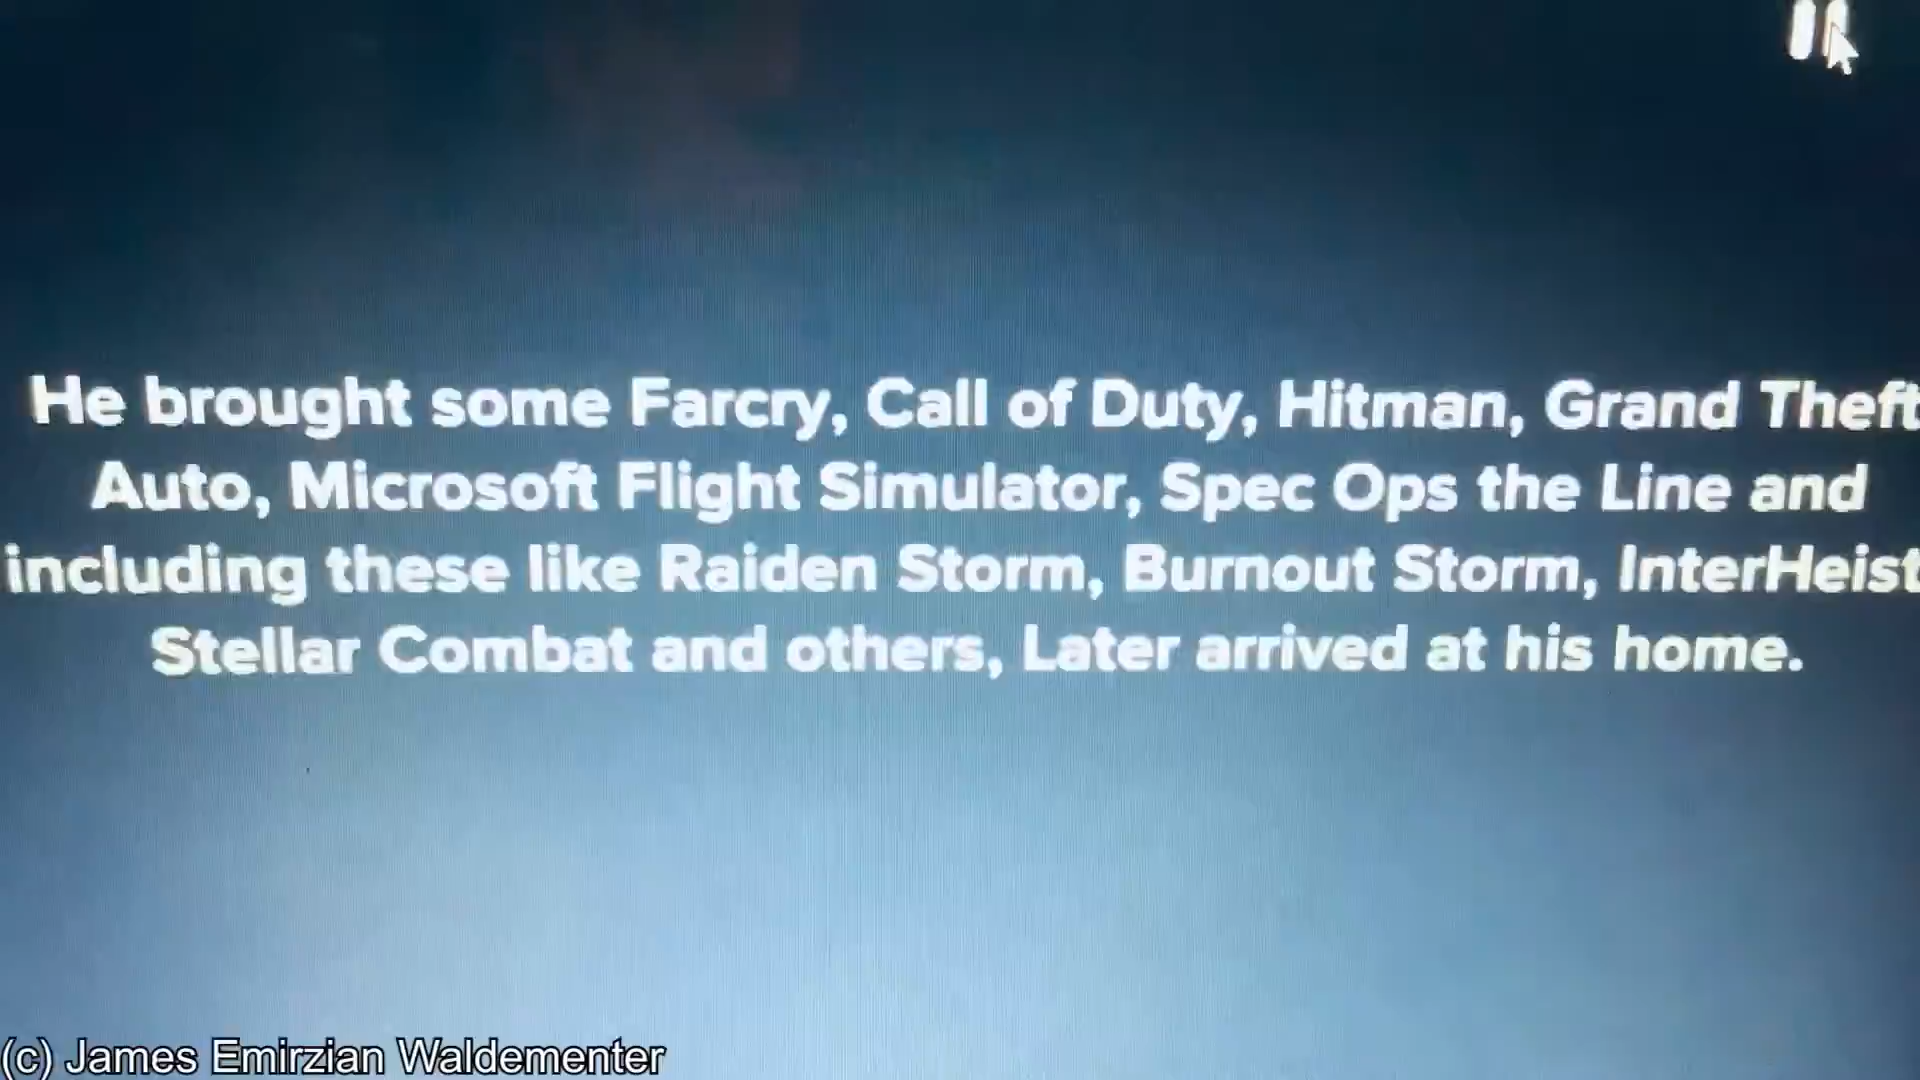 He brought some Farcry, Call of Duty, Hitman, Grand Theft
Auto, Microsoft Flight Simulator, Spec Ops the Line and
including these like Raiden Storm, Burnout Storm, InterHeist
Stellar Combat and others, Later arrived at his home.
(c) James Emirzian Waldementer